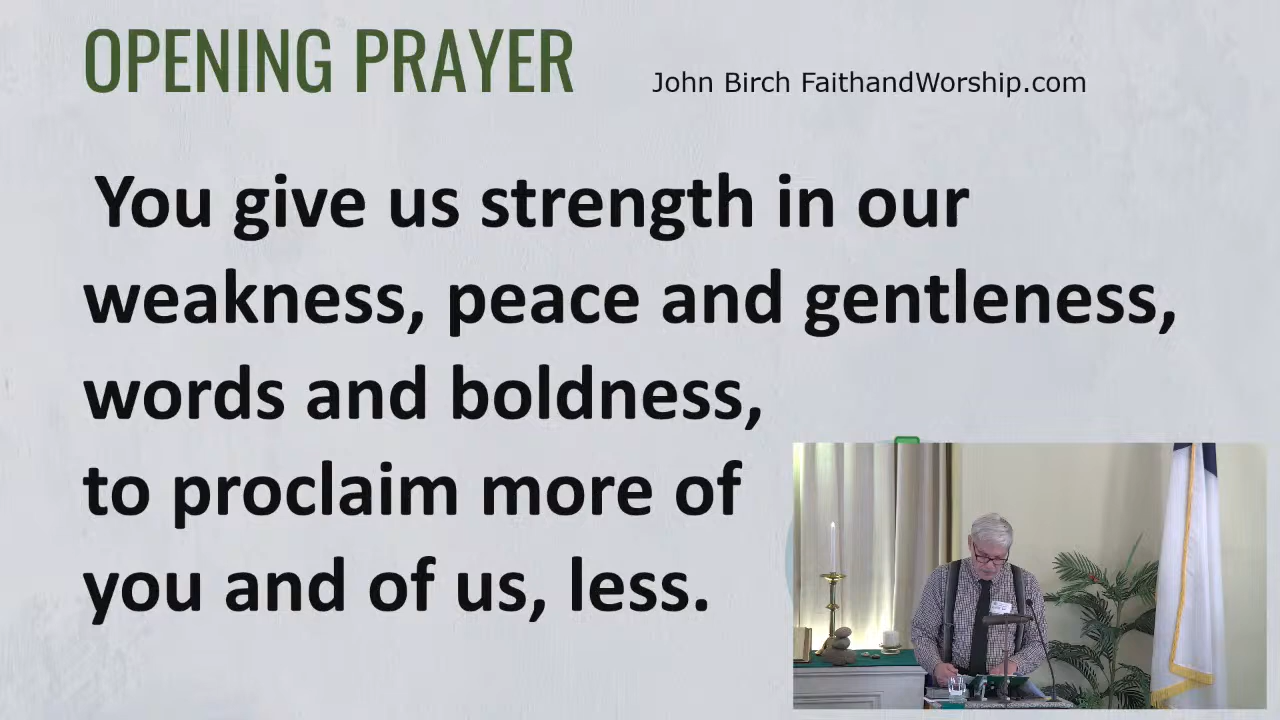 OPENING PRAYER
John Birch FaithandWorship.com
You give us strength in our
weakness, peace and gentleness,
words and boldness,
to proclaim more of
you and of us, less.